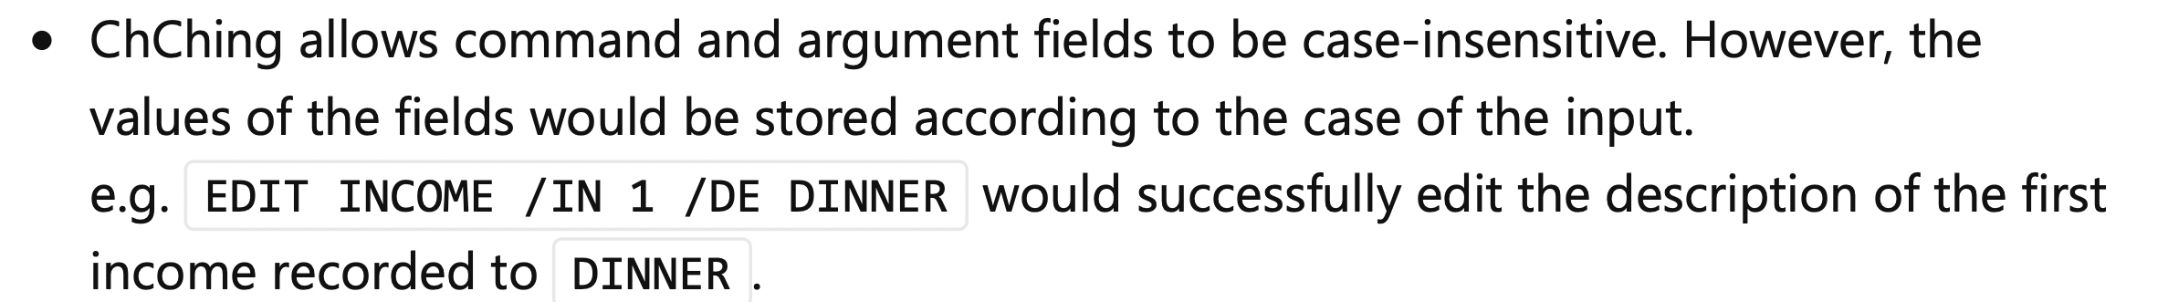 • ChChing allows command and argument fields to be case-insensitive. However, the
values of the fields would be stored according to the case of the input.
e.g. EDIT INCOME /IN 1 /DE DINNER would successfully edit the description of the first
income recorded to DINNER.